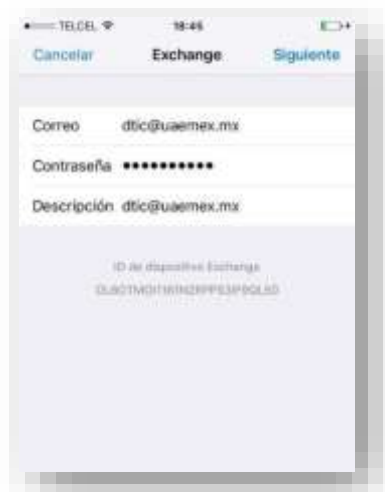 TELCEL 18:45
Cancelar Exchange Siguiente
Correo dtic@uaemex.mx
Contraseña ••••••••••
Descripción dtic@uaemex.mx
ID de dispositivo Exchange